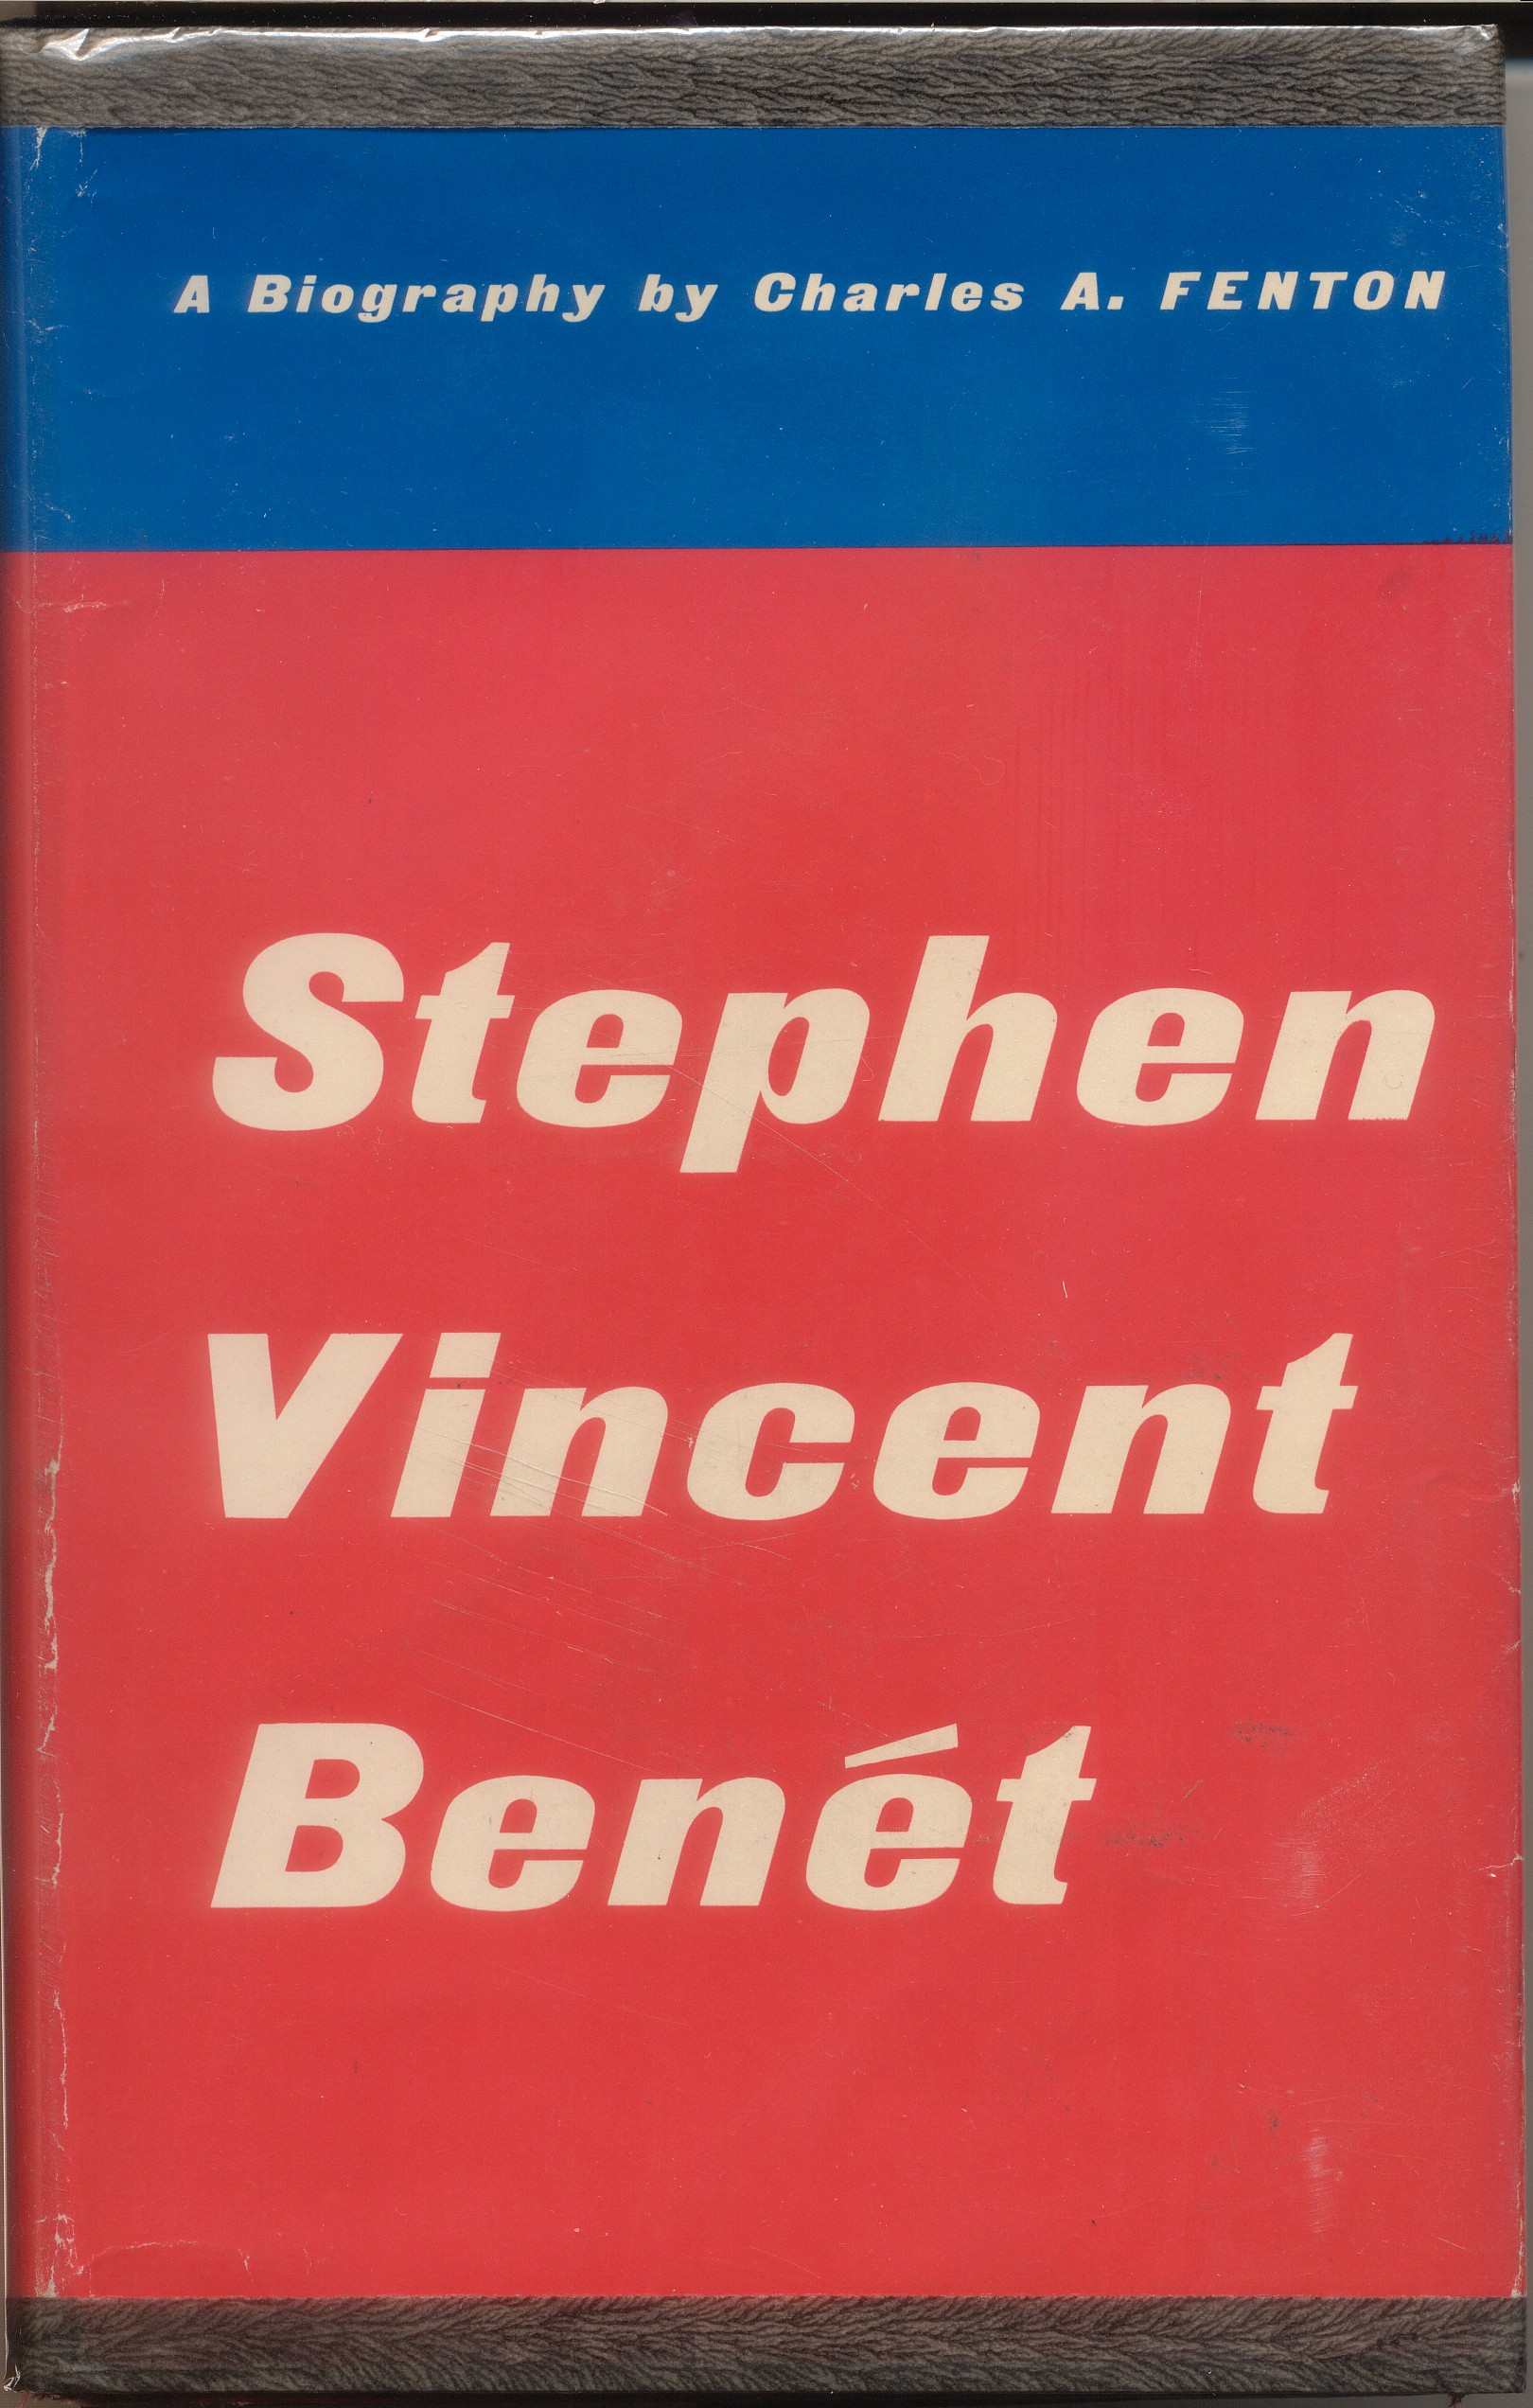 A Biography by Charles A. FENTON
Stephen
Vincent
Benét